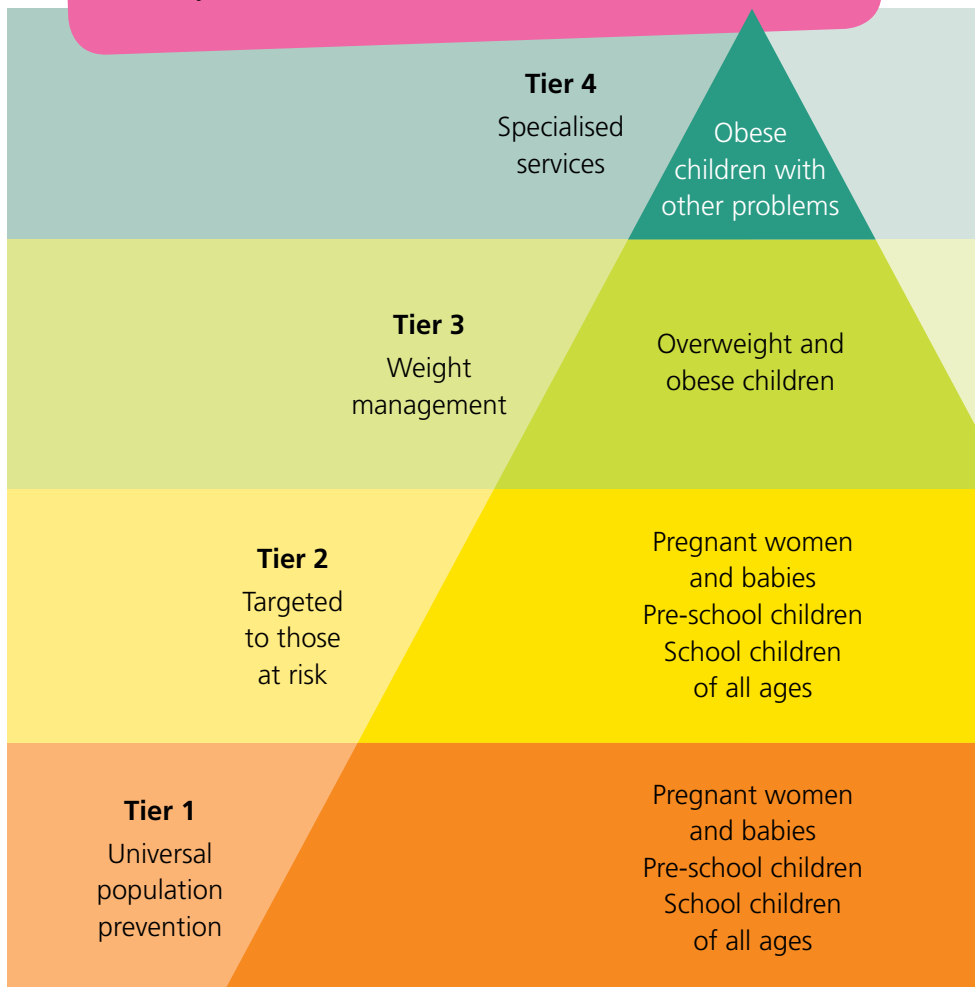 Tier 4
Specialised
services
Obese
children with
other problems
Tier 3
Weight
management
Overweight and
obese children
Tier 2
Targeted
to those
at risk
Pregnant women
and babies
Pre-school children
School children
of all ages
Tier 1
Universal
population
prevention
Pregnant women
and babies
Pre-school children
School children
of all ages